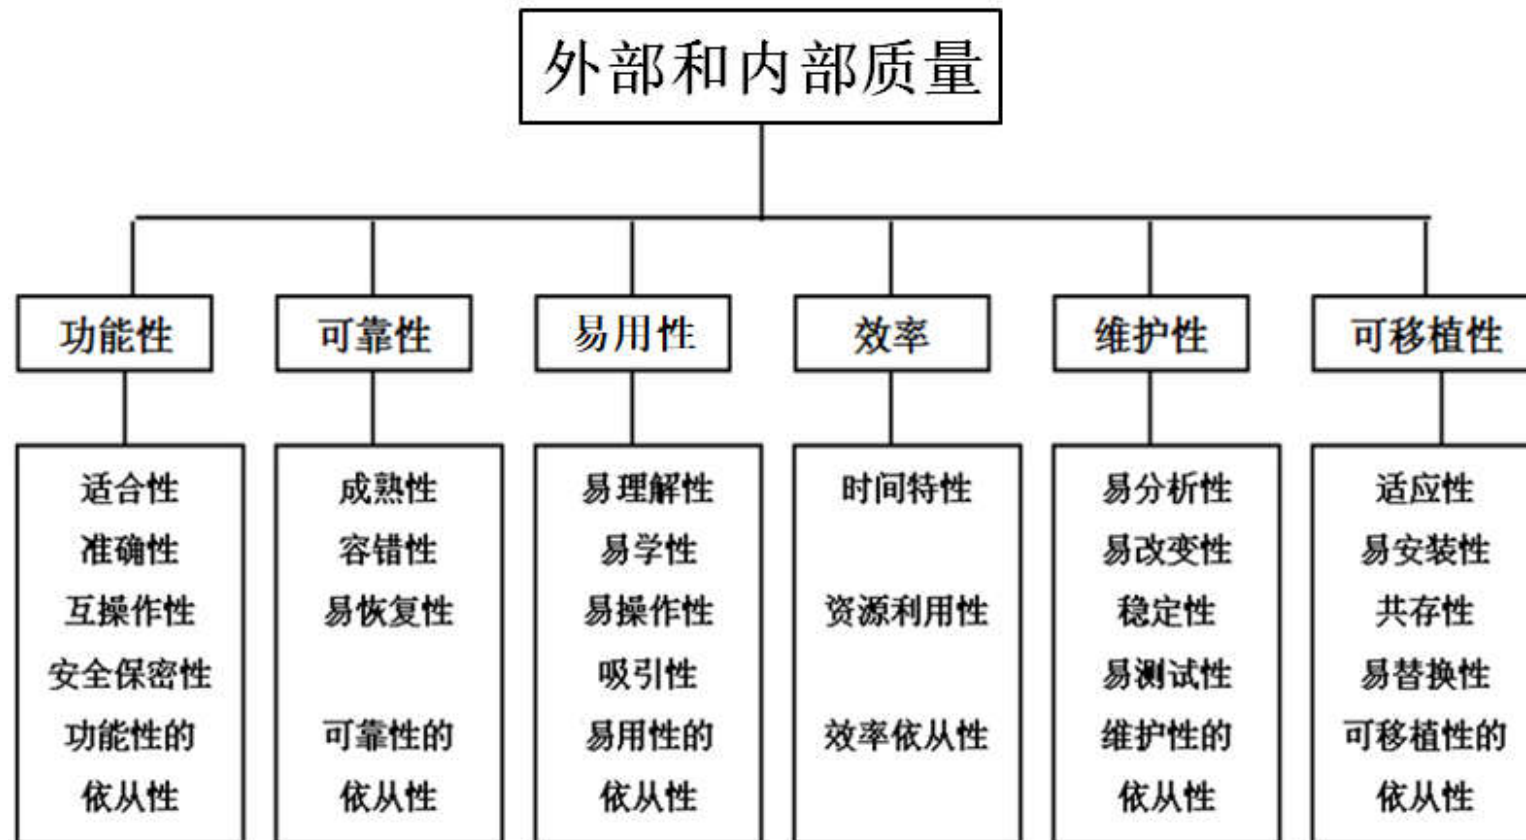 外部和内部质量
功能性
可靠性
易用性
效率
维护性
可移植性
适合性
准确性
互操作性
安全保密性
功能性的
依从性
成熟性
容错性
易恢复性
可靠性的
依从性
易理解性
易学性
易操作性
吸引性
易用性的
依从性
时间特性
资源利用性
效率依从性
易分析性
易改变性
稳定性
易测试性
维护性的
依从性
适应性
易安装性
共存性
易替换性
可移植性的
依从性